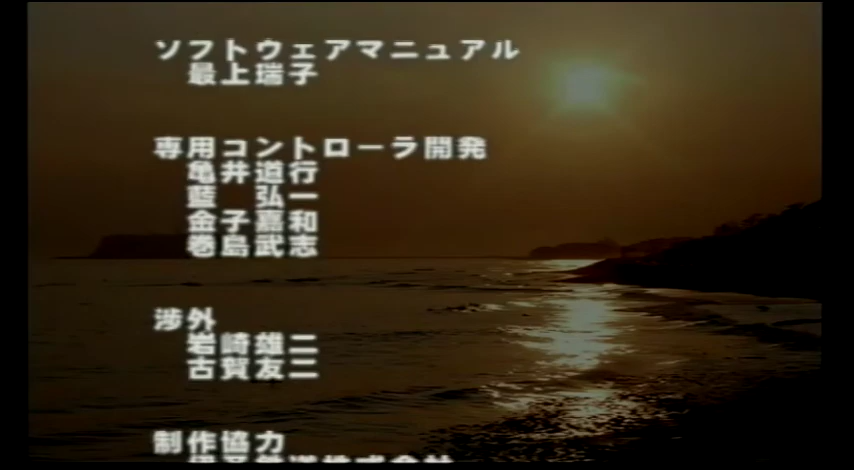 ソフトウェアマニュアル
最上瑞子
専用コントローラ開発
亀井道行
藍 弘一
金子嘉和
巻島武志
渉外
岩崎雄二
古賀友二
制作協力